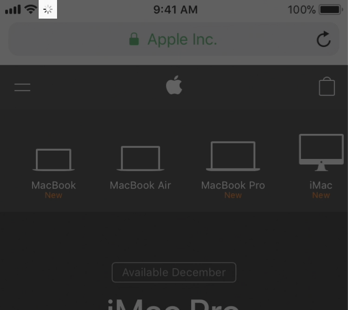 9:41 AM 100%
Apple Inc.
MacBook MacBook Air MacBook Pro iMac
New New New
Available December
iMac Pro